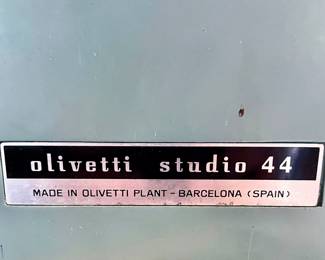 olivetti studio 44
MADE IN OLIVETTI PLANT - BARCELONA (SPAIN)